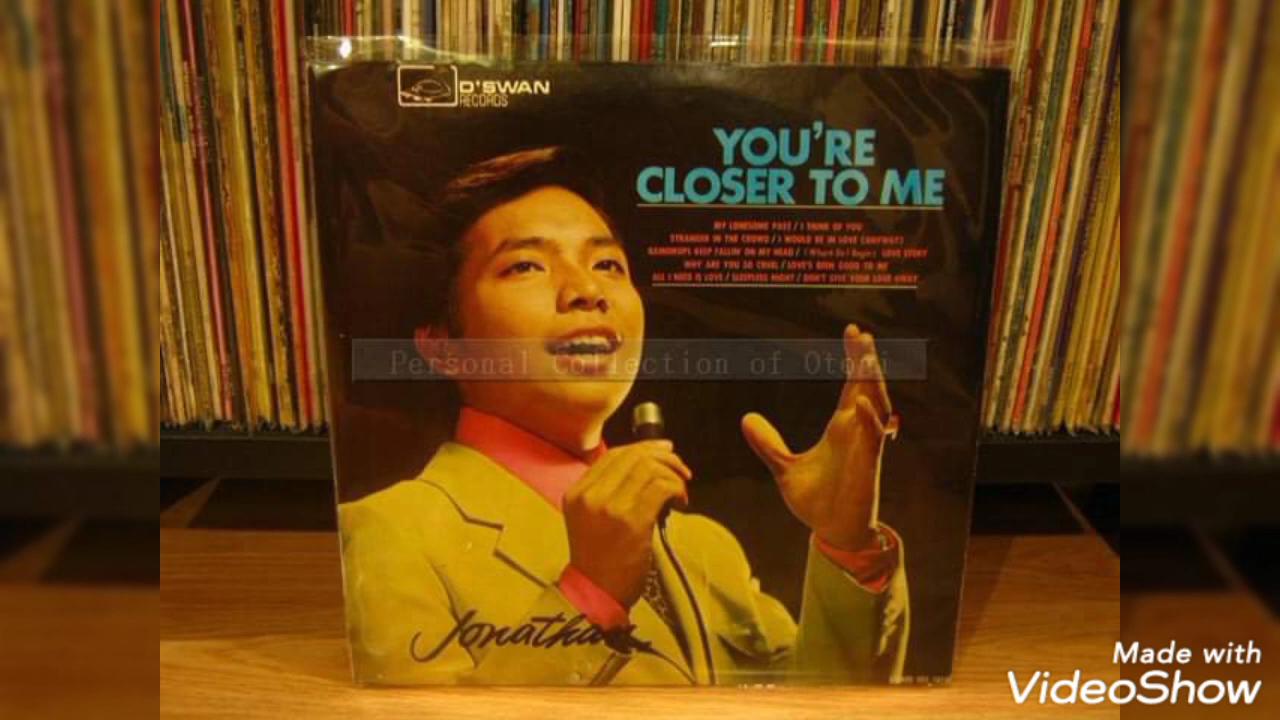 D'SWAN
RECORDS
YOU'RE
CLOSER TO ME
MY LONESOME PAST / I THINK OF YOU
STRANGER IN THE CROWD / I WOULD BE IN LOVE (ANYWAY)
RAINDROPS KEEP FALLIN' ON MY HEAD / (Where Do I Begin) LOVE STORY
WHY ARE YOU SO CRUEL / LOVE'S BEEN GOOD TO ME
ALL I NEED IS LOVE / SLEEPLESS NIGHT / DON'T GIVE YOUR LOVE AWAY
Personal Collection of Otomi
Jonathan
Made with
VideoShow